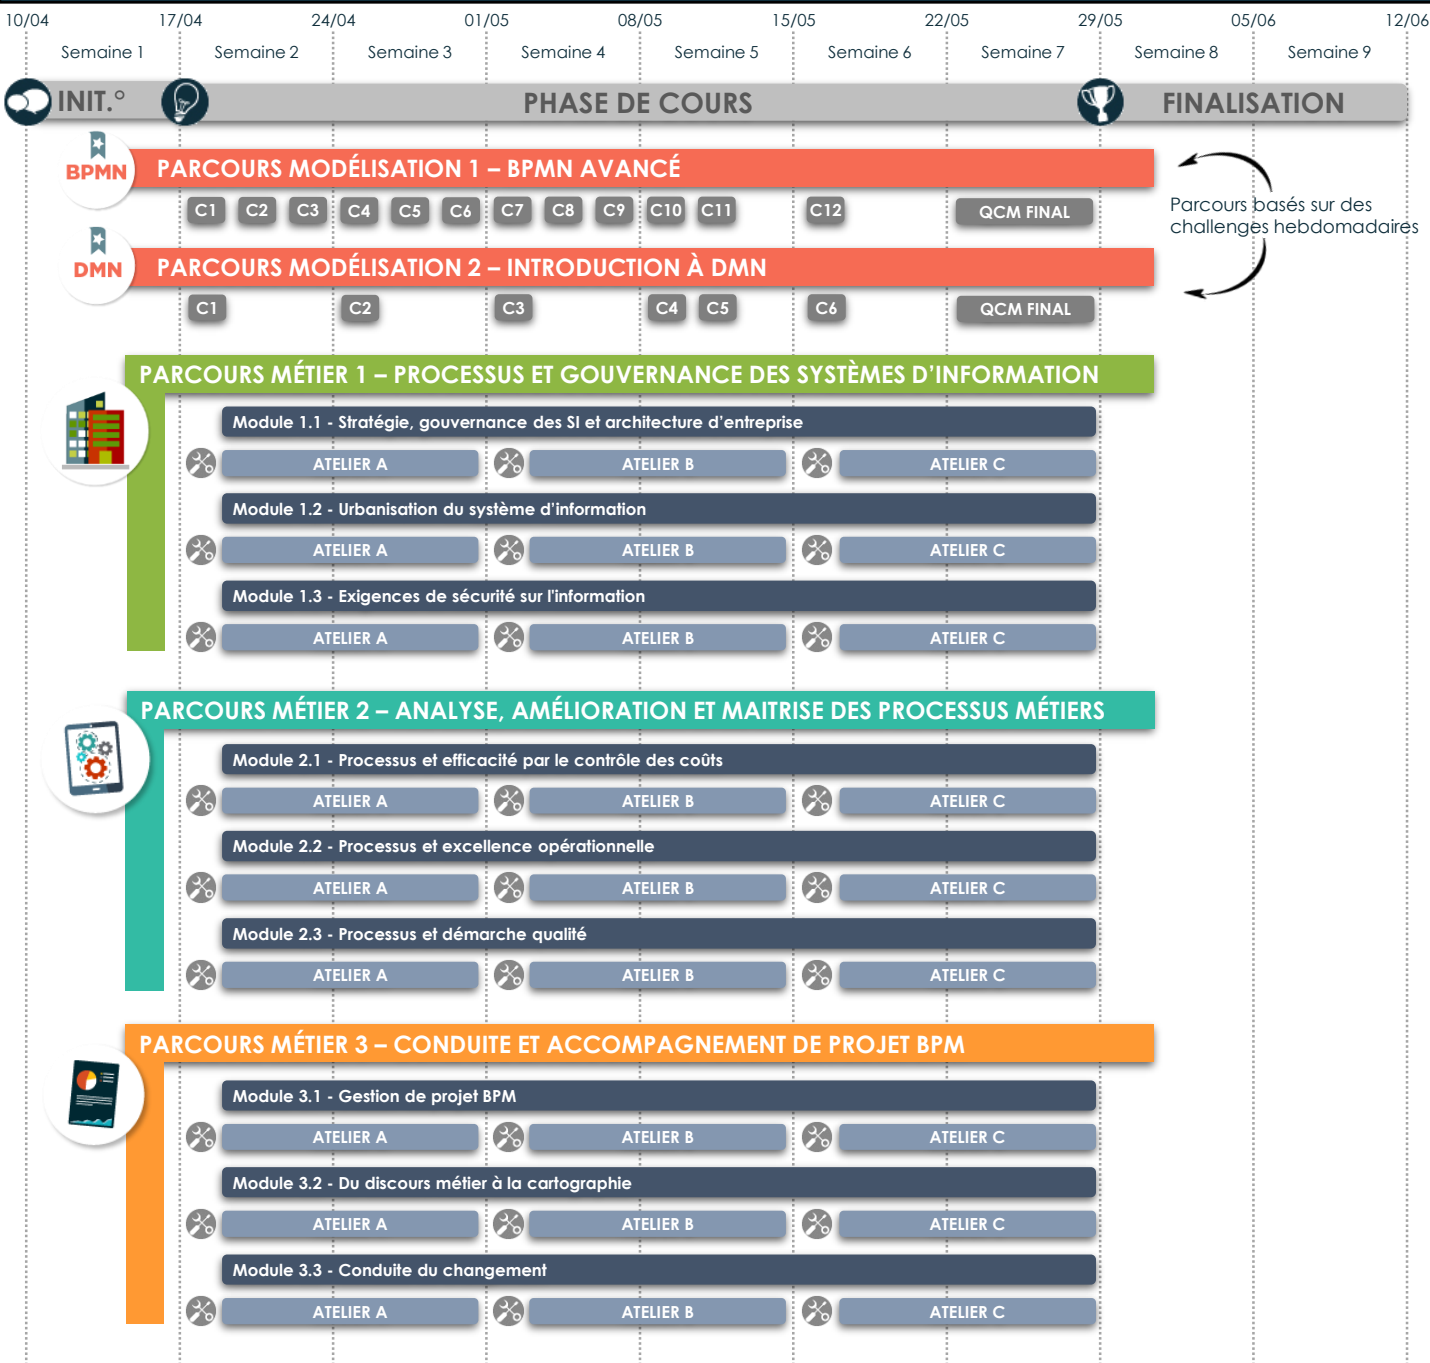 10/04 17/04 24/04 01/05 08/05 15/05 22/05 29/05 05/06 12/06
Semaine 1 Semaine 2 Semaine 3 Semaine 4 Semaine 5 Semaine 6 Semaine 7 Semaine 8 Semaine 9
INIT.° PHASE DE COURS FINALISATION
BPMN
PARCOURS MODÉLISATION 1 – BPMN AVANCÉ
C1 C2 C3 C4 C5 C6 C7 C8 C9 C10 C11 C12 QCM FINAL
Parcours basés sur des
challenges hebdomadaires
DMN
PARCOURS MODÉLISATION 2 – INTRODUCTION À DMN
C1 C2 C3 C4 C5 C6 QCM FINAL
PARCOURS MÉTIER 1 – PROCESSUS ET GOUVERNANCE DES SYSTÈMES D'INFORMATION
Module 1.1 - Stratégie, gouvernance des SI et architecture d'entreprise
ATELIER A ATELIER B ATELIER C
Module 1.2 - Urbanisation du système d'information
ATELIER A ATELIER B ATELIER C
Module 1.3 - Exigences de sécurité sur l'information
ATELIER A ATELIER B ATELIER C
PARCOURS MÉTIER 2 – ANALYSE, AMÉLIORATION ET MAITRISE DES PROCESSUS MÉTIERS
Module 2.1 - Processus et efficacité par le contrôle des coûts
ATELIER A ATELIER B ATELIER C
Module 2.2 - Processus et excellence opérationnelle
ATELIER A ATELIER B ATELIER C
Module 2.3 - Processus et démarche qualité
ATELIER A ATELIER B ATELIER C
PARCOURS MÉTIER 3 – CONDUITE ET ACCOMPAGNEMENT DE PROJET BPM
Module 3.1 - Gestion de projet BPM
ATELIER A ATELIER B ATELIER C
Module 3.2 - Du discours métier à la cartographie
ATELIER A ATELIER B ATELIER C
Module 3.3 - Conduite du changement
ATELIER A ATELIER B ATELIER C